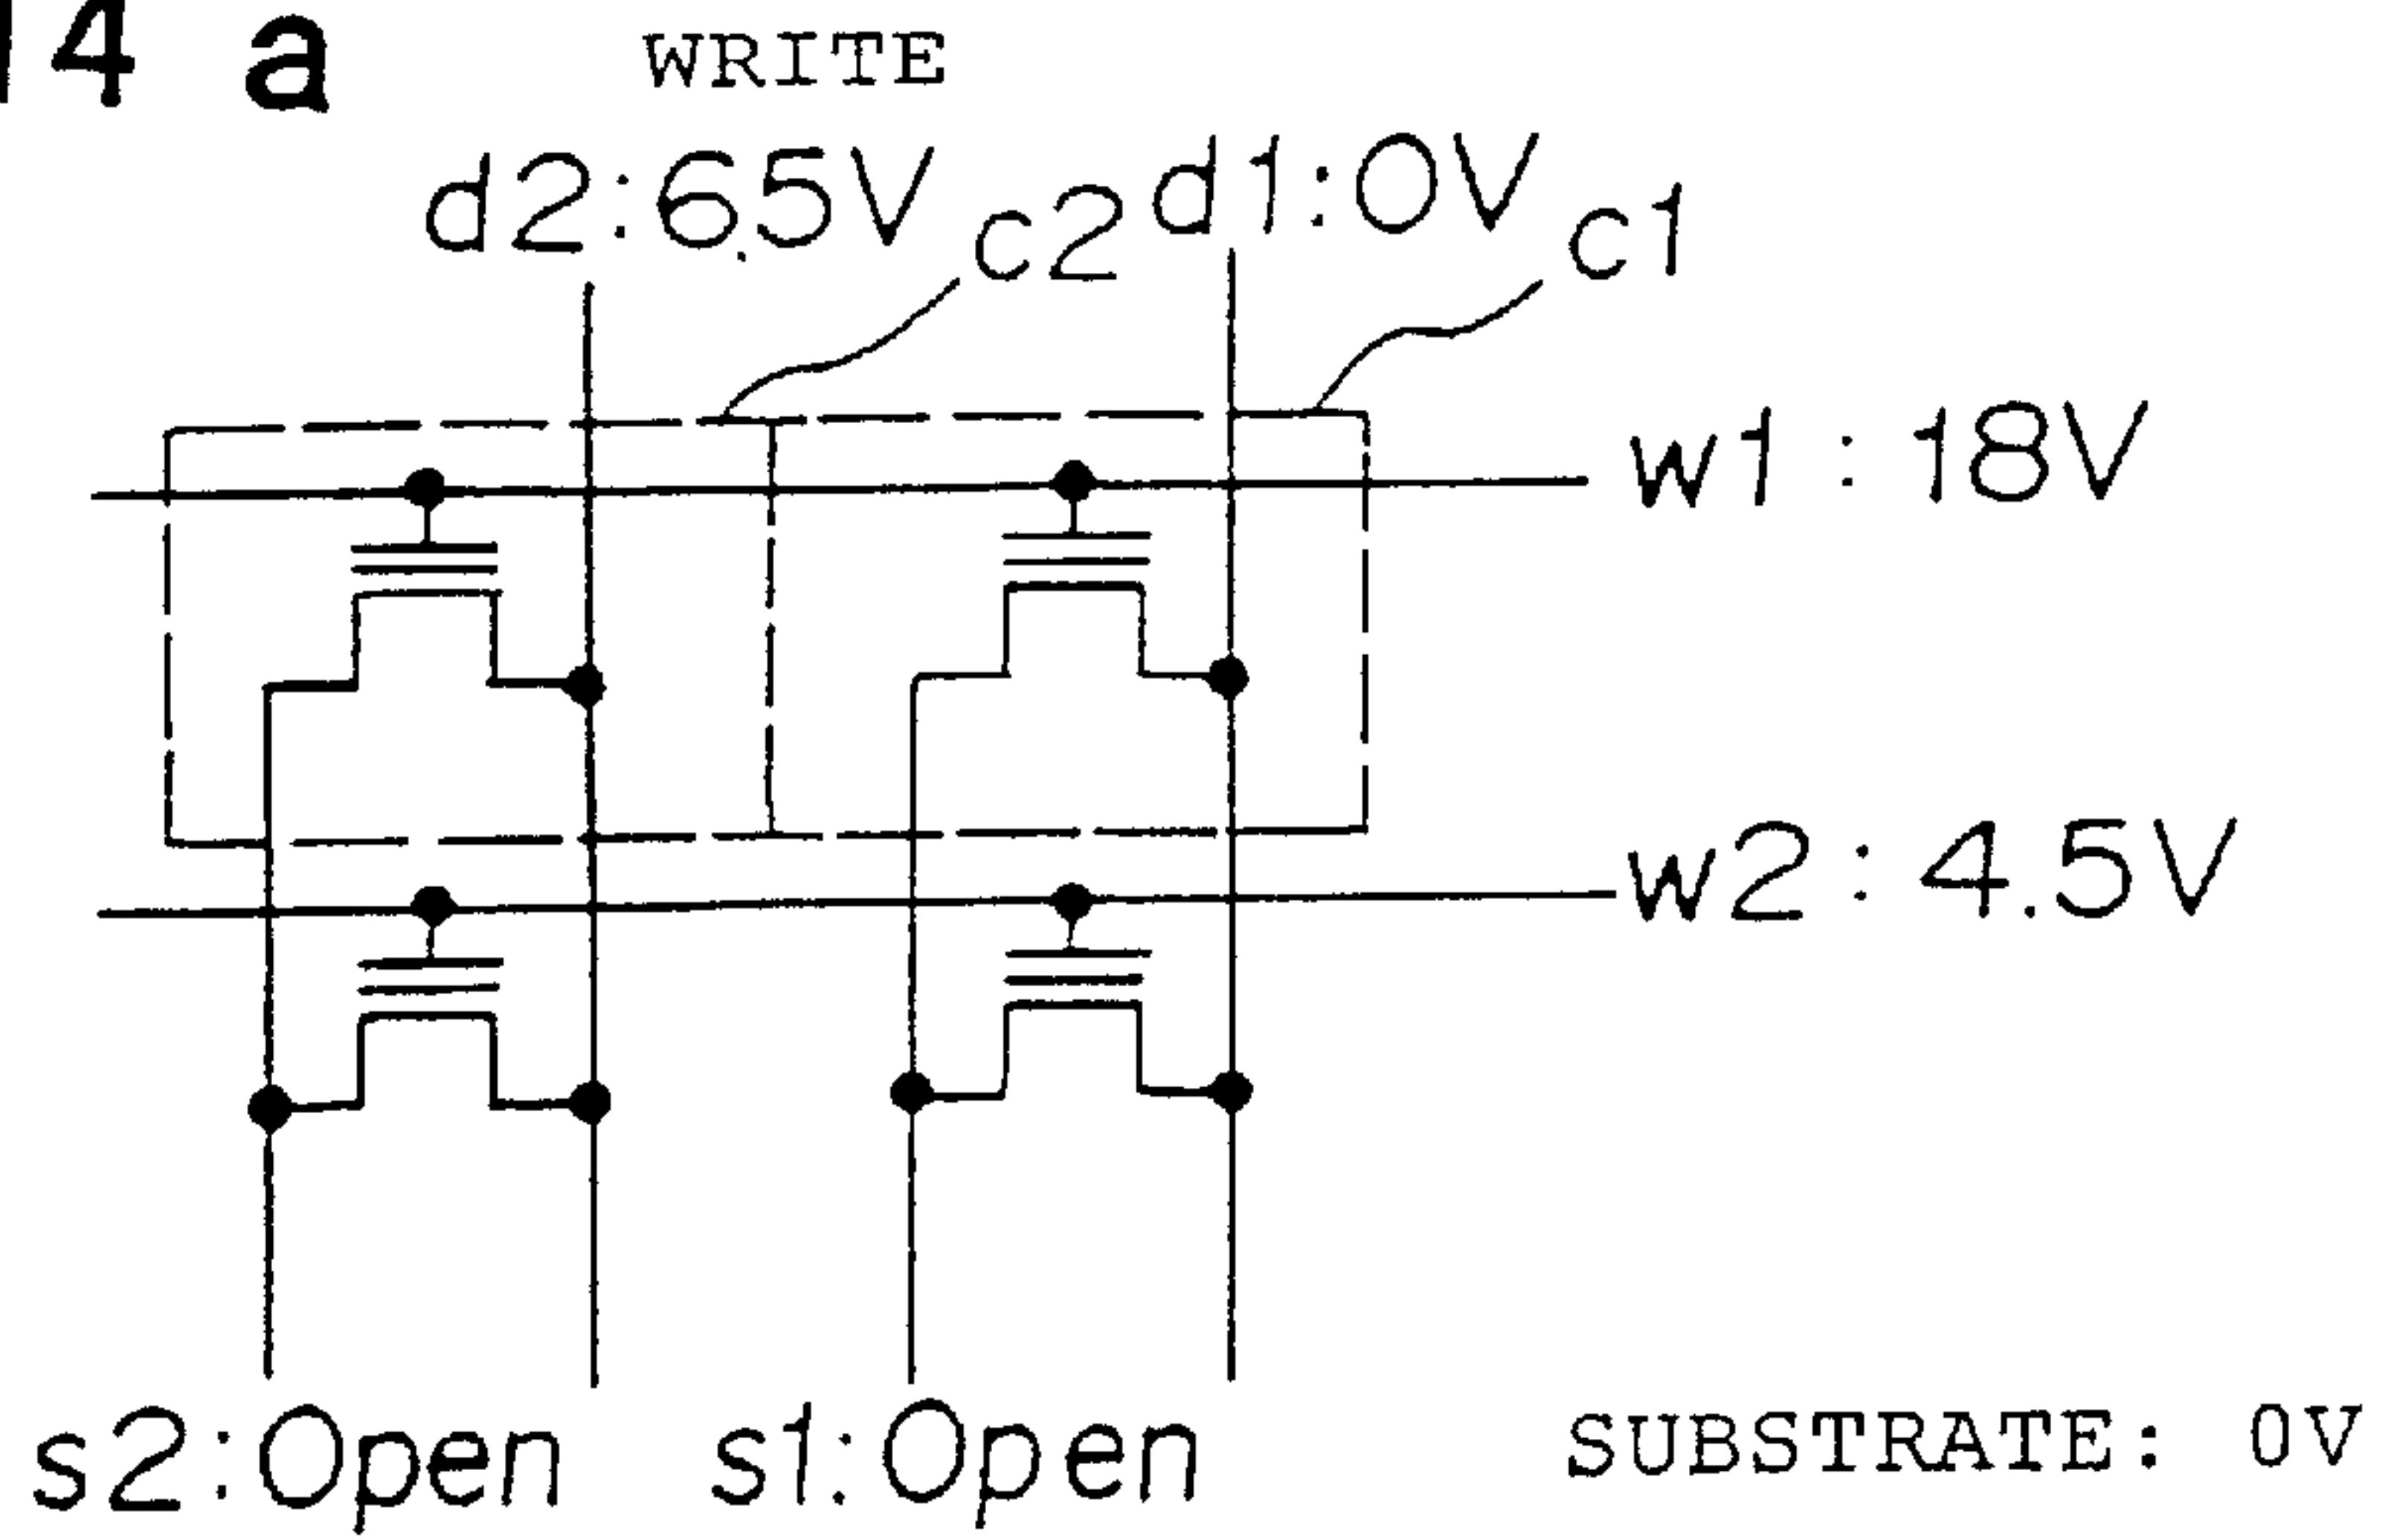 4 a
WRITE
d2:6.5V c2 d1:0V c1
w1:18V
w2:4.5V
s2:Open s1:Open SUBSTRATE: 0V